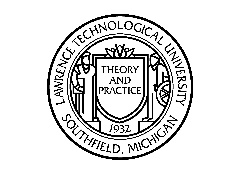 LAWRENCE TECHNOLOGICAL UNIVERSITY
THEORY
AND
PRACTICE
1932
SOUTHFIELD, MICHIGAN